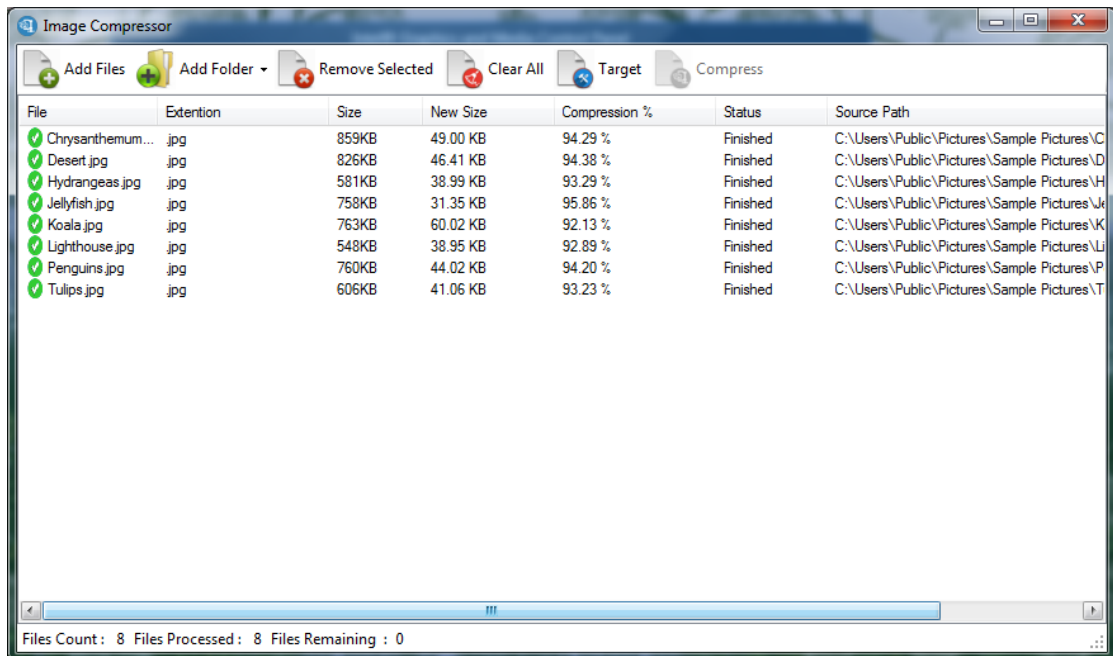 Image Compressor
Add Files Add Folder Remove Selected Clear All Target Compress
File Extention Size New Size Compression % Status Source Path
Chrysanthemum... .jpg 859KB 49.00 KB 94.29 % Finished C:\Users\Public\Pictures\Sample Pictures\C
Desert.jpg .jpg 826KB 46.41 KB 94.38 % Finished C:\Users\Public\Pictures\Sample Pictures\D
Hydrangeas.jpg .jpg 581KB 38.99 KB 93.29 % Finished C:\Users\Public\Pictures\Sample Pictures\H
Jellyfish.jpg .jpg 758KB 31.35 KB 95.86 % Finished C:\Users\Public\Pictures\Sample Pictures\Je
Koala.jpg .jpg 763KB 60.02 KB 92.13 % Finished C:\Users\Public\Pictures\Sample Pictures\K
Lighthouse.jpg .jpg 548KB 38.95 KB 92.89 % Finished C:\Users\Public\Pictures\Sample Pictures\Li
Penguins.jpg .jpg 760KB 44.02 KB 94.20 % Finished C:\Users\Public\Pictures\Sample Pictures\P
Tulips.jpg .jpg 606KB 41.06 KB 93.23 % Finished C:\Users\Public\Pictures\Sample Pictures\T
Files Count : 8 Files Processed : 8 Files Remaining : 0